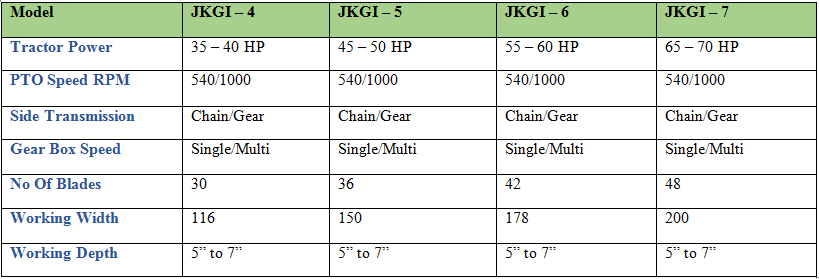 Model JKGI – 4 JKGI – 5 JKGI – 6 JKGI – 7
Tractor Power 35 – 40 HP 45 – 50 HP 55 – 60 HP 65 – 70 HP
PTO Speed RPM 540/1000 540/1000 540/1000 540/1000
Side Transmission Chain/Gear Chain/Gear Chain/Gear Chain/Gear
Gear Box Speed Single/Multi Single/Multi Single/Multi Single/Multi
No Of Blades 30 36 42 48
Working Width 116 150 178 200
Working Depth 5” to 7” 5” to 7” 5” to 7” 5” to 7”